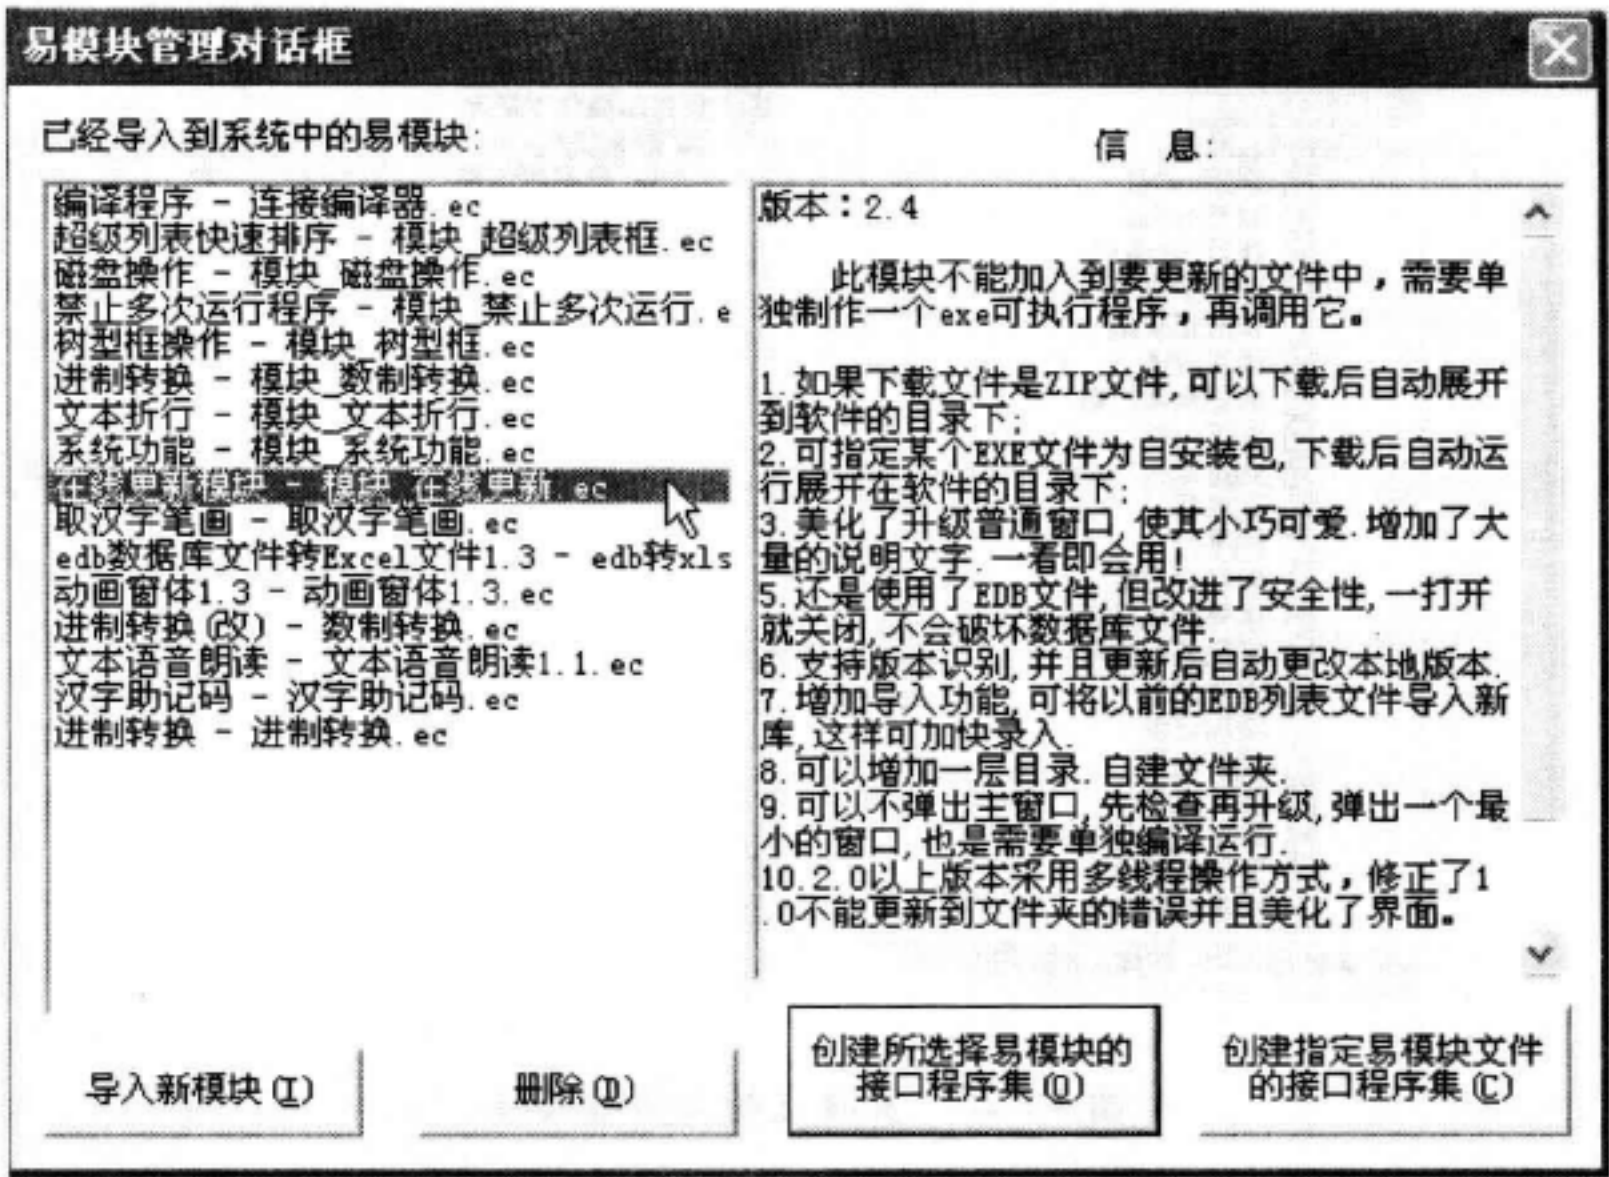 易模块管理对话框
已经导入到系统中的易模块:
编译程序 - 连接编译器.ec
超级列表快速排序 - 模块_超级列表框.ec
磁盘操作 - 模块_磁盘操作.ec
禁止多次运行程序 - 模块_禁止多次运行.e
树型框操作 - 模块_树型框.ec
进制转换 - 模块_数制转换.ec
文本折行 - 模块_文本折行.ec
系统功能 - 模块_系统功能.ec
在线更新模块 - 模块_在线更新.ec
取汉字笔画 - 取汉字笔画.ec
edb数据库文件转Excel文件1.3 - edb转xls
动画窗体1.3 - 动画窗体1.3.ec
进制转换(改) - 数制转换.ec
文本语音朗读 - 文本语音朗读1.1.ec
汉字助记码 - 汉字助记码.ec
进制转换 - 进制转换.ec
信 息:
版本：2.4
此模块不能加入到要更新的文件中，需要单
独制作一个exe可执行程序，再调用它。
1.如果下载文件是ZIP文件,可以下载后自动展开
到软件的目录下;
2.可指定某个EXE文件为自安装包,下载后自动运
行展开在软件的目录下;
3.美化了升级普通窗口,使其小巧可爱.增加了大
量的说明文字.一看即会用!
5.还是使用了EDB文件,但改进了安全性,一打开
就关闭,不会破坏数据库文件.
6.支持版本识别,并且更新后自动更改本地版本.
7.增加导入功能,可将以前的EDB列表文件导入新
库,这样可加快录入.
8.可以增加一层目录.自建文件夹.
9.可以不弹出主窗口,先检查再升级,弹出一个最
小的窗口,也是需要单独编译运行.
10.2.0以上版本采用多线程操作方式，修正了1
.0不能更新到文件夹的错误并且美化了界面。
导入新模块(I)
删除(D)
创建所选择易模块的
接口程序集(O)
创建指定易模块文件
的接口程序集(C)